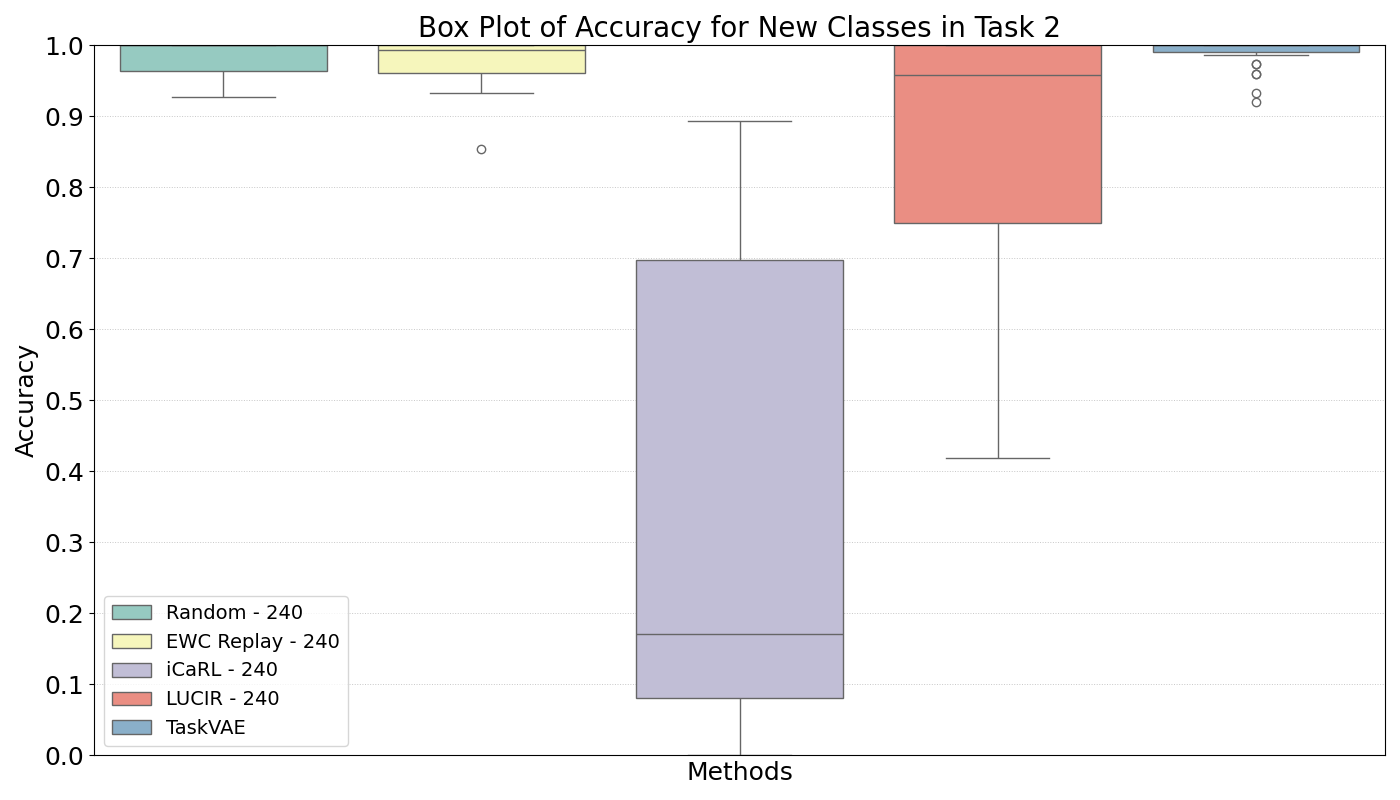 Box Plot of Accuracy for New Classes in Task 2
1.0
0.9
0.8
0.7
0.6
0.5
0.4
0.3
0.2
0.1
0.0
Accuracy
Random - 240
EWC Replay - 240
iCaRL - 240
LUCIR - 240
TaskVAE
Methods